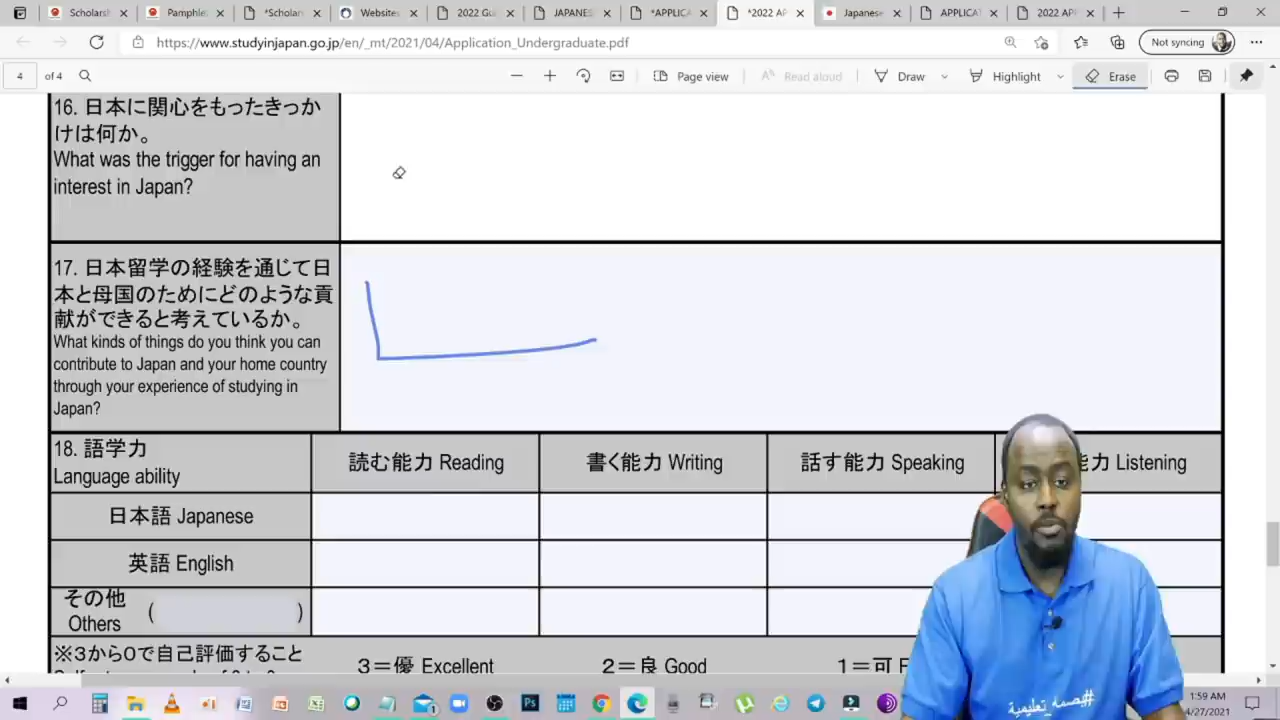 Scholarsh
Pamphle
*Scholar
Websites
2022 Gui
JAPANES
*APPLICA
*2022 AP
Japanese
APPLICAT
2022 APP
https://www.studyinjapan.go.jp/en/_mt/2021/04/Application_Undergraduate.pdf
Not syncing
4 of 4
Page view
Read aloud
Draw
Highlight
Erase
16. 日本に関心をもったきっか
けは何か。
What was the trigger for having an
interest in Japan?
17. 日本留学の経験を通じて日
本と母国のためにどのような貢
献ができると考えているか。
What kinds of things do you think you can
contribute to Japan and your home country
through your experience of studying in
Japan?
18. 語学力
Language ability
読む能力 Reading
書く能力 Writing
話す能力 Speaking
能力 Listening
日本語 Japanese
英語 English
その他
Others ( )
※3から0で自己評価すること
3＝優 Excellent
2＝良 Good
1＝可 F
#بصمة_تعليمية
1:59 AM
4/27/2021